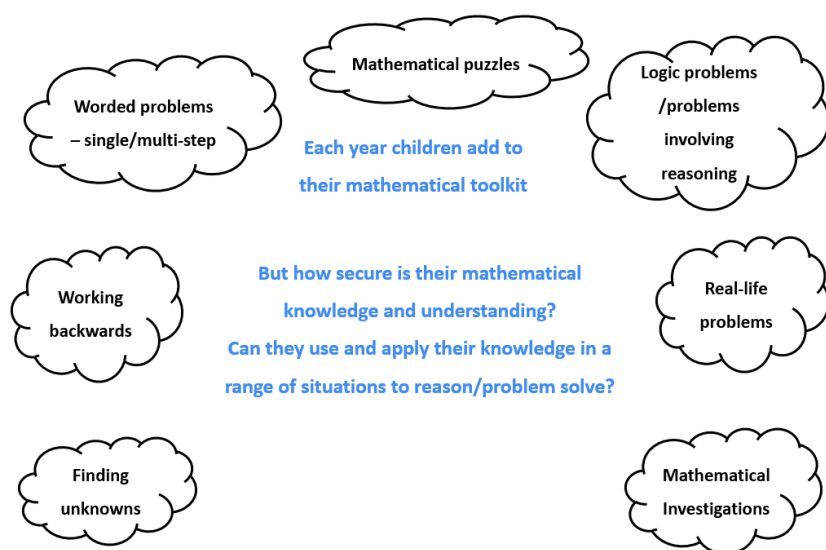 Mathematical puzzles
Worded problems
– single/multi-step
Logic problems
/problems
involving
reasoning
Each year children add to
their mathematical toolkit
Working
backwards
But how secure is their mathematical
knowledge and understanding?
Can they use and apply their knowledge in a
range of situations to reason/problem solve?
Real-life
problems
Finding
unknowns
Mathematical
Investigations